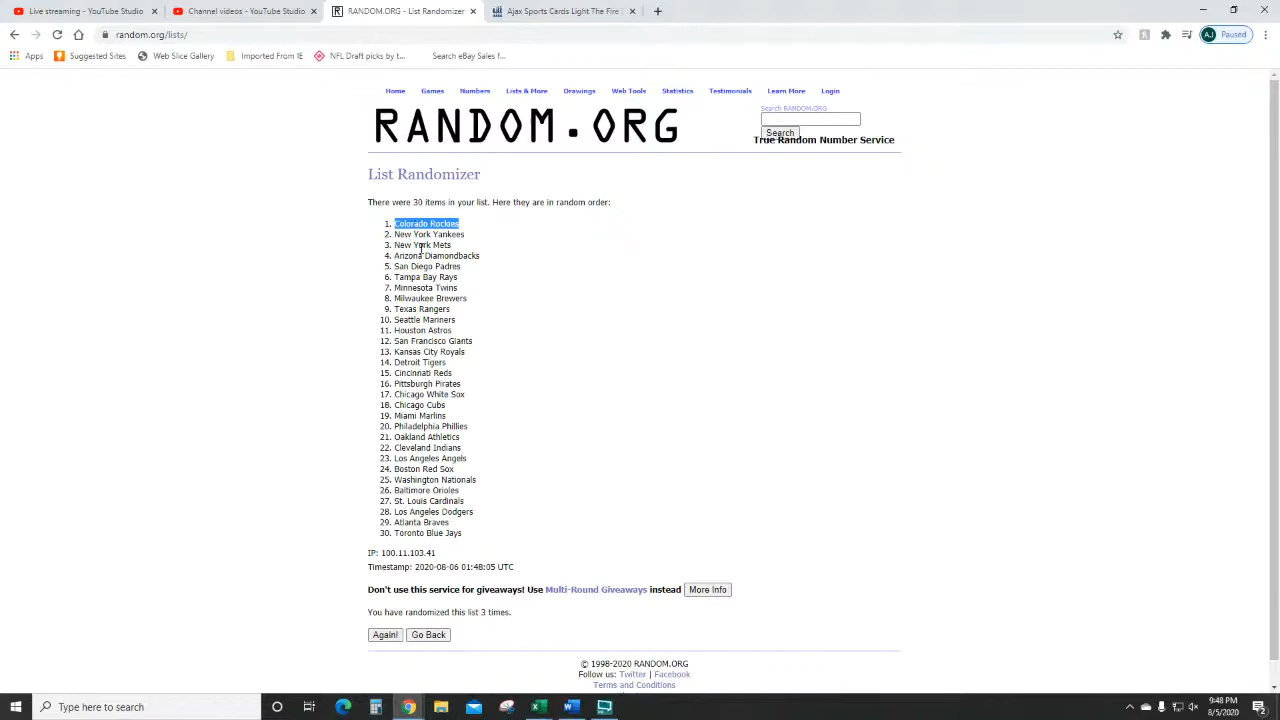 Live streaming - YouTube Studio
Channel videos - YouTube Studio
RANDOM.ORG - List Randomizer
Ajax Sports Cards Light The Fire
random.org/lists/
AJ
Paused
Apps
Suggested Sites
Web Slice Gallery
Imported From IE
NFL Draft picks by t...
Search eBay Sales f...
Home
Games
Numbers
Lists & More
Drawings
Web Tools
Statistics
Testimonials
Learn More
Login
RANDOM.ORG
Search RANDOM.ORG
Search
True Random Number Service
List Randomizer
There were 30 items in your list. Here they are in random order:
1. Colorado Rockies
2. New York Yankees
3. New York Mets
4. Arizona Diamondbacks
5. San Diego Padres
6. Tampa Bay Rays
7. Minnesota Twins
8. Milwaukee Brewers
9. Texas Rangers
10. Seattle Mariners
11. Houston Astros
12. San Francisco Giants
13. Kansas City Royals
14. Detroit Tigers
15. Cincinnati Reds
16. Pittsburgh Pirates
17. Chicago White Sox
18. Chicago Cubs
19. Miami Marlins
20. Philadelphia Phillies
21. Oakland Athletics
22. Cleveland Indians
23. Los Angeles Angels
24. Boston Red Sox
25. Washington Nationals
26. Baltimore Orioles
27. St. Louis Cardinals
28. Los Angeles Dodgers
29. Atlanta Braves
30. Toronto Blue Jays
IP: 100.11.103.41
Timestamp: 2020-08-06 01:48:05 UTC
Don't use this service for giveaways! Use Multi-Round Giveaways instead
More Info
You have randomized this list 3 times.
Again!
Go Back
© 1998-2020 RANDOM.ORG
Follow us: Twitter | Facebook
Terms and Conditions
Type here to search
9:48 PM
8/5/2020